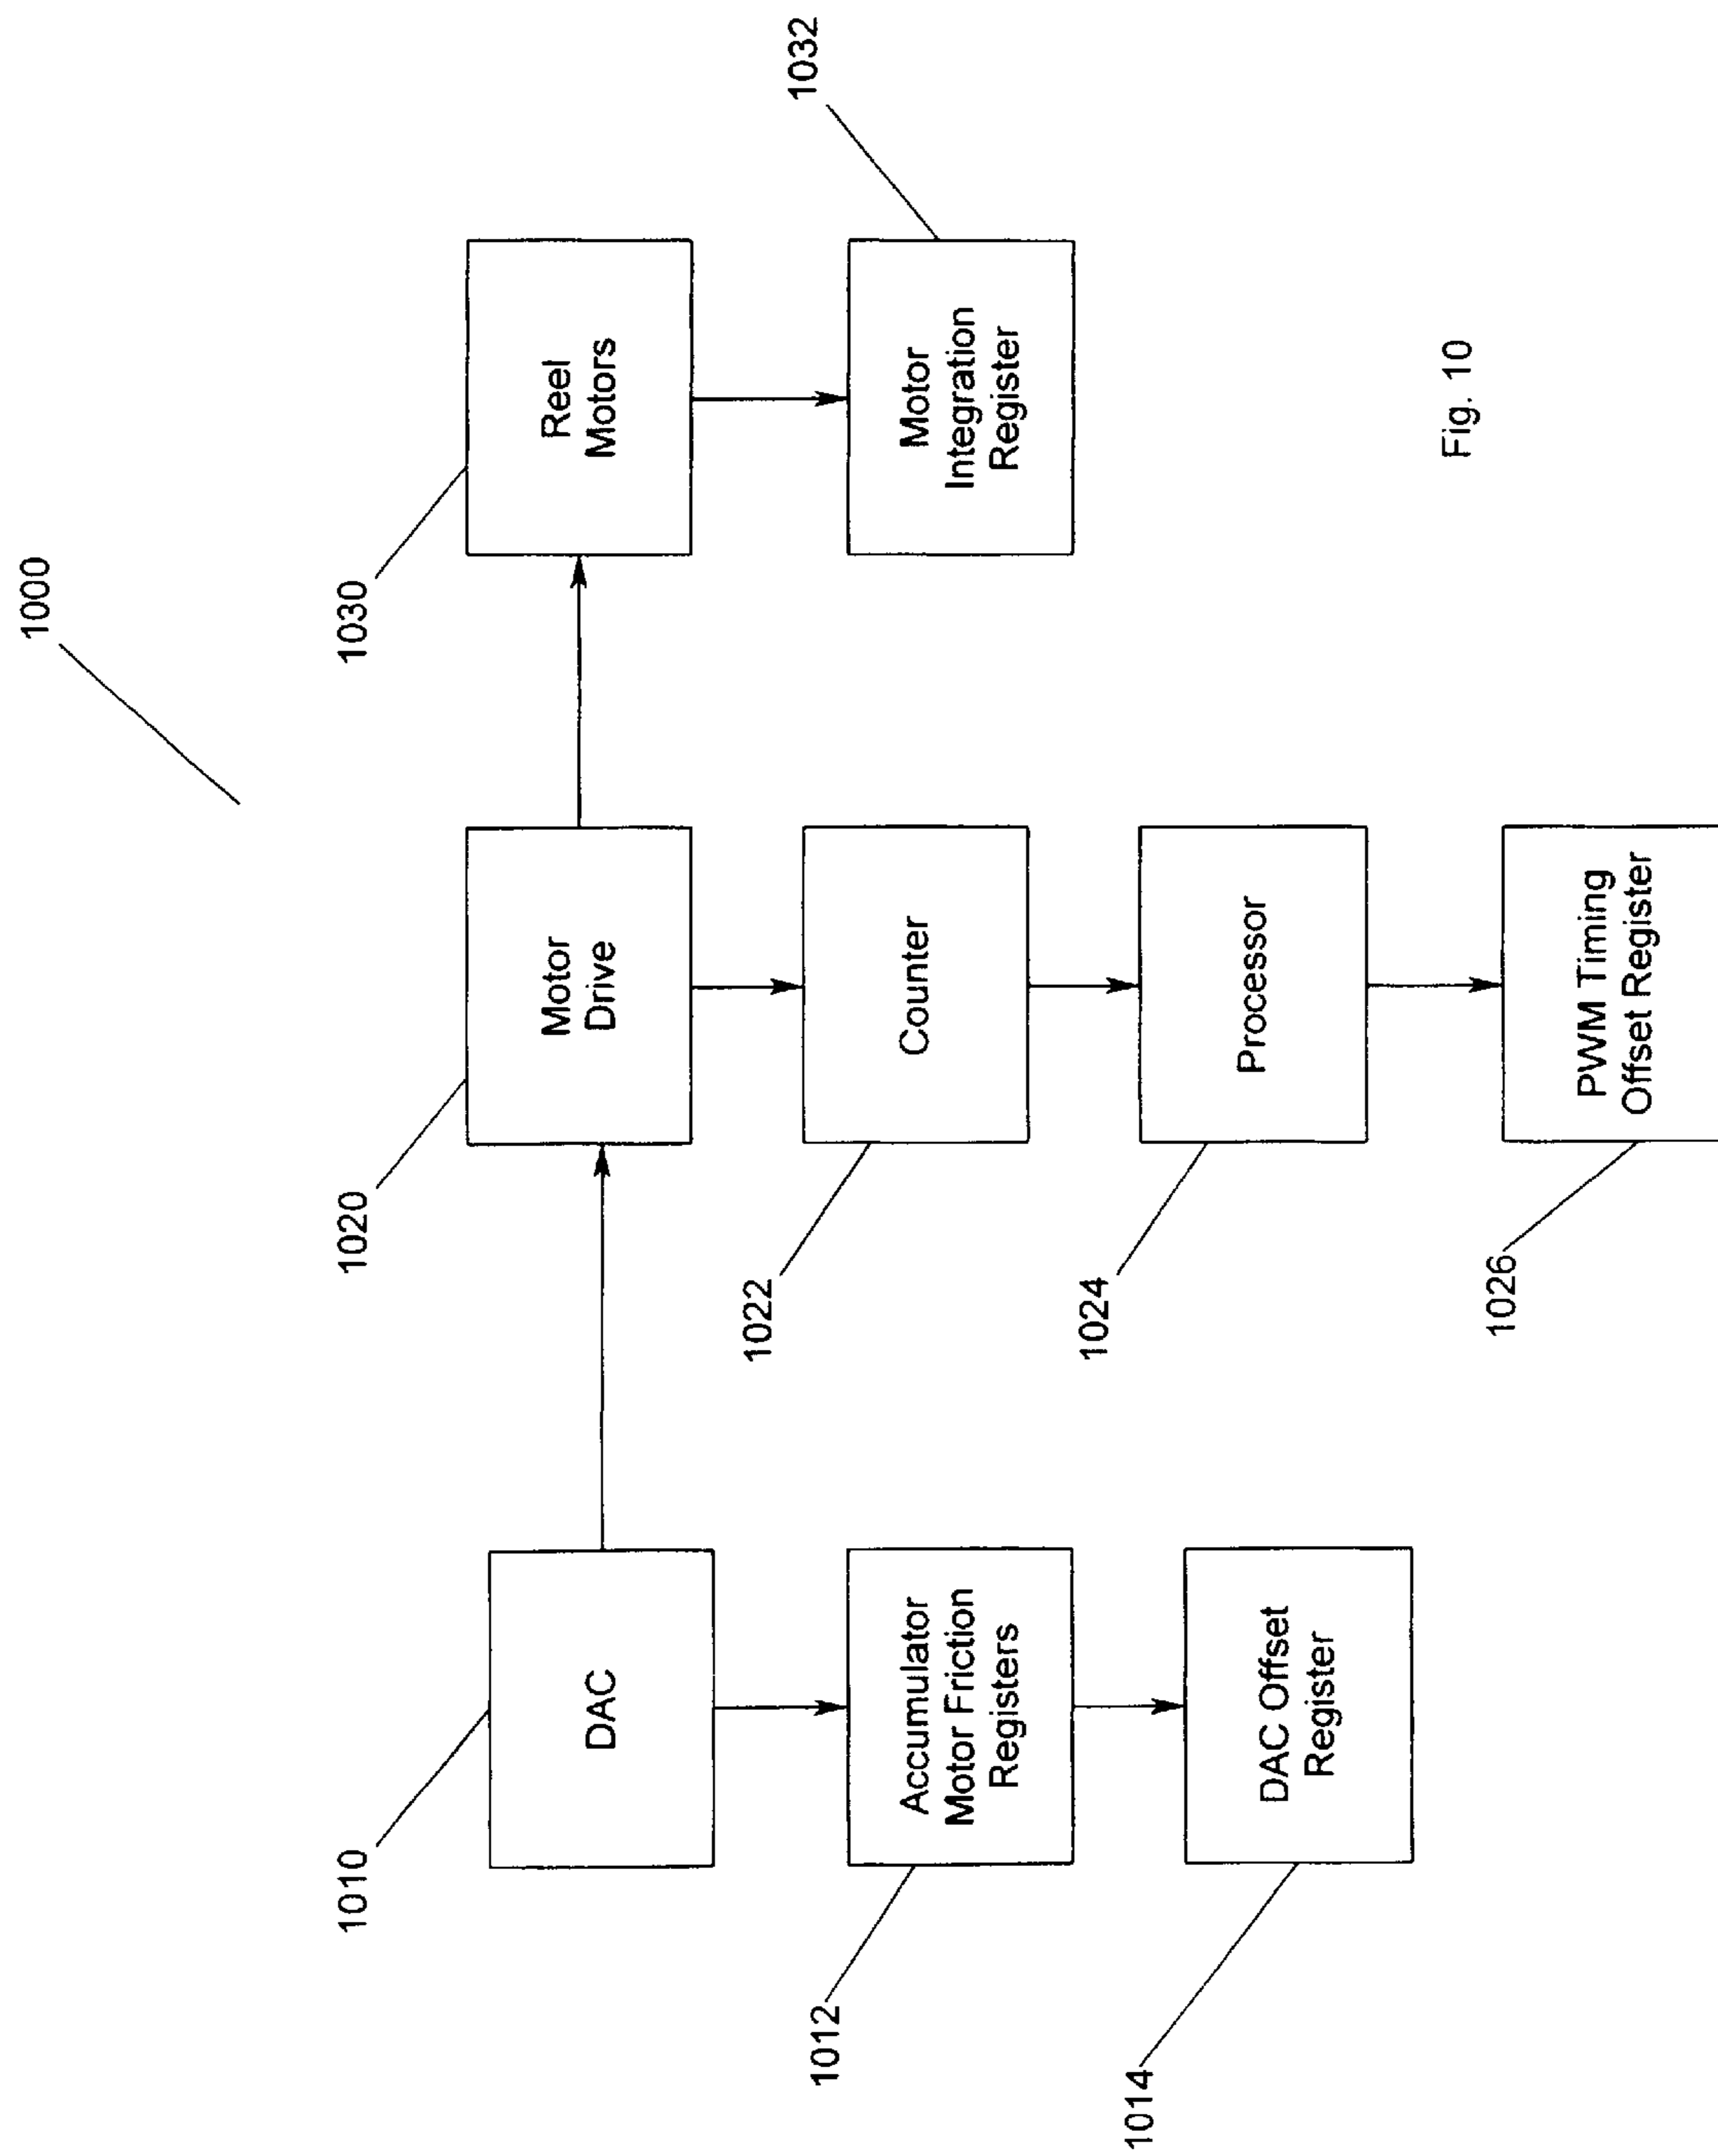 1000
1010
DAC
1020
Motor
Drive
1030
Reel
Motors
1012
Accumulator
Motor Friction
Registers
1022
Counter
Motor
Integration
Register
1032
1014
DAC Offset
Register
1024
Processor
1026
PWM Timing
Offset Register
Fig. 10